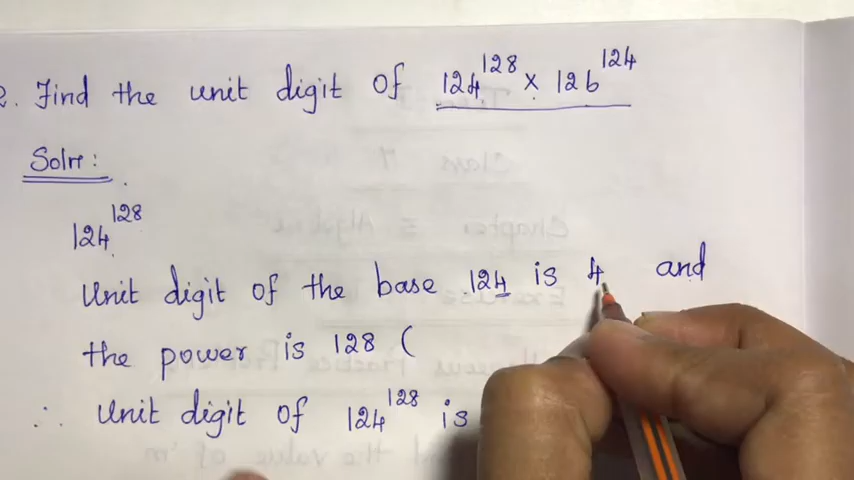 2. Find the unit digit of 124^128 × 126^124
Soln:
124^128
Unit digit of the base 124 is 4 and
the power is 128 (
∴ Unit digit of 124^128 is